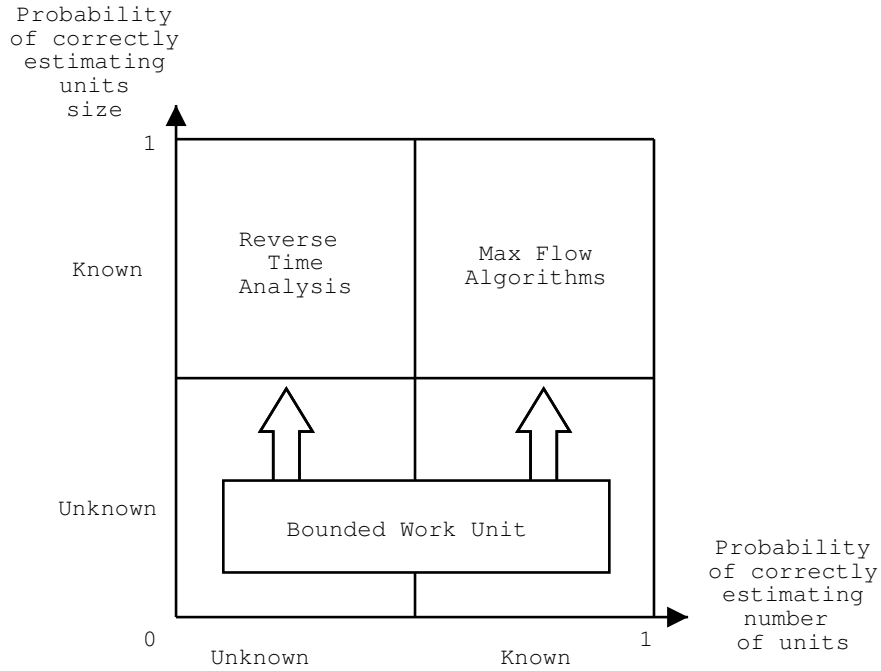 Probability
of correctly
estimating
units
size
1
Reverse
Time
Analysis
Max Flow
Algorithms
Known
Unknown
Bounded Work Unit
Probability
of correctly
estimating
number
of units
0
1
Unknown
Known